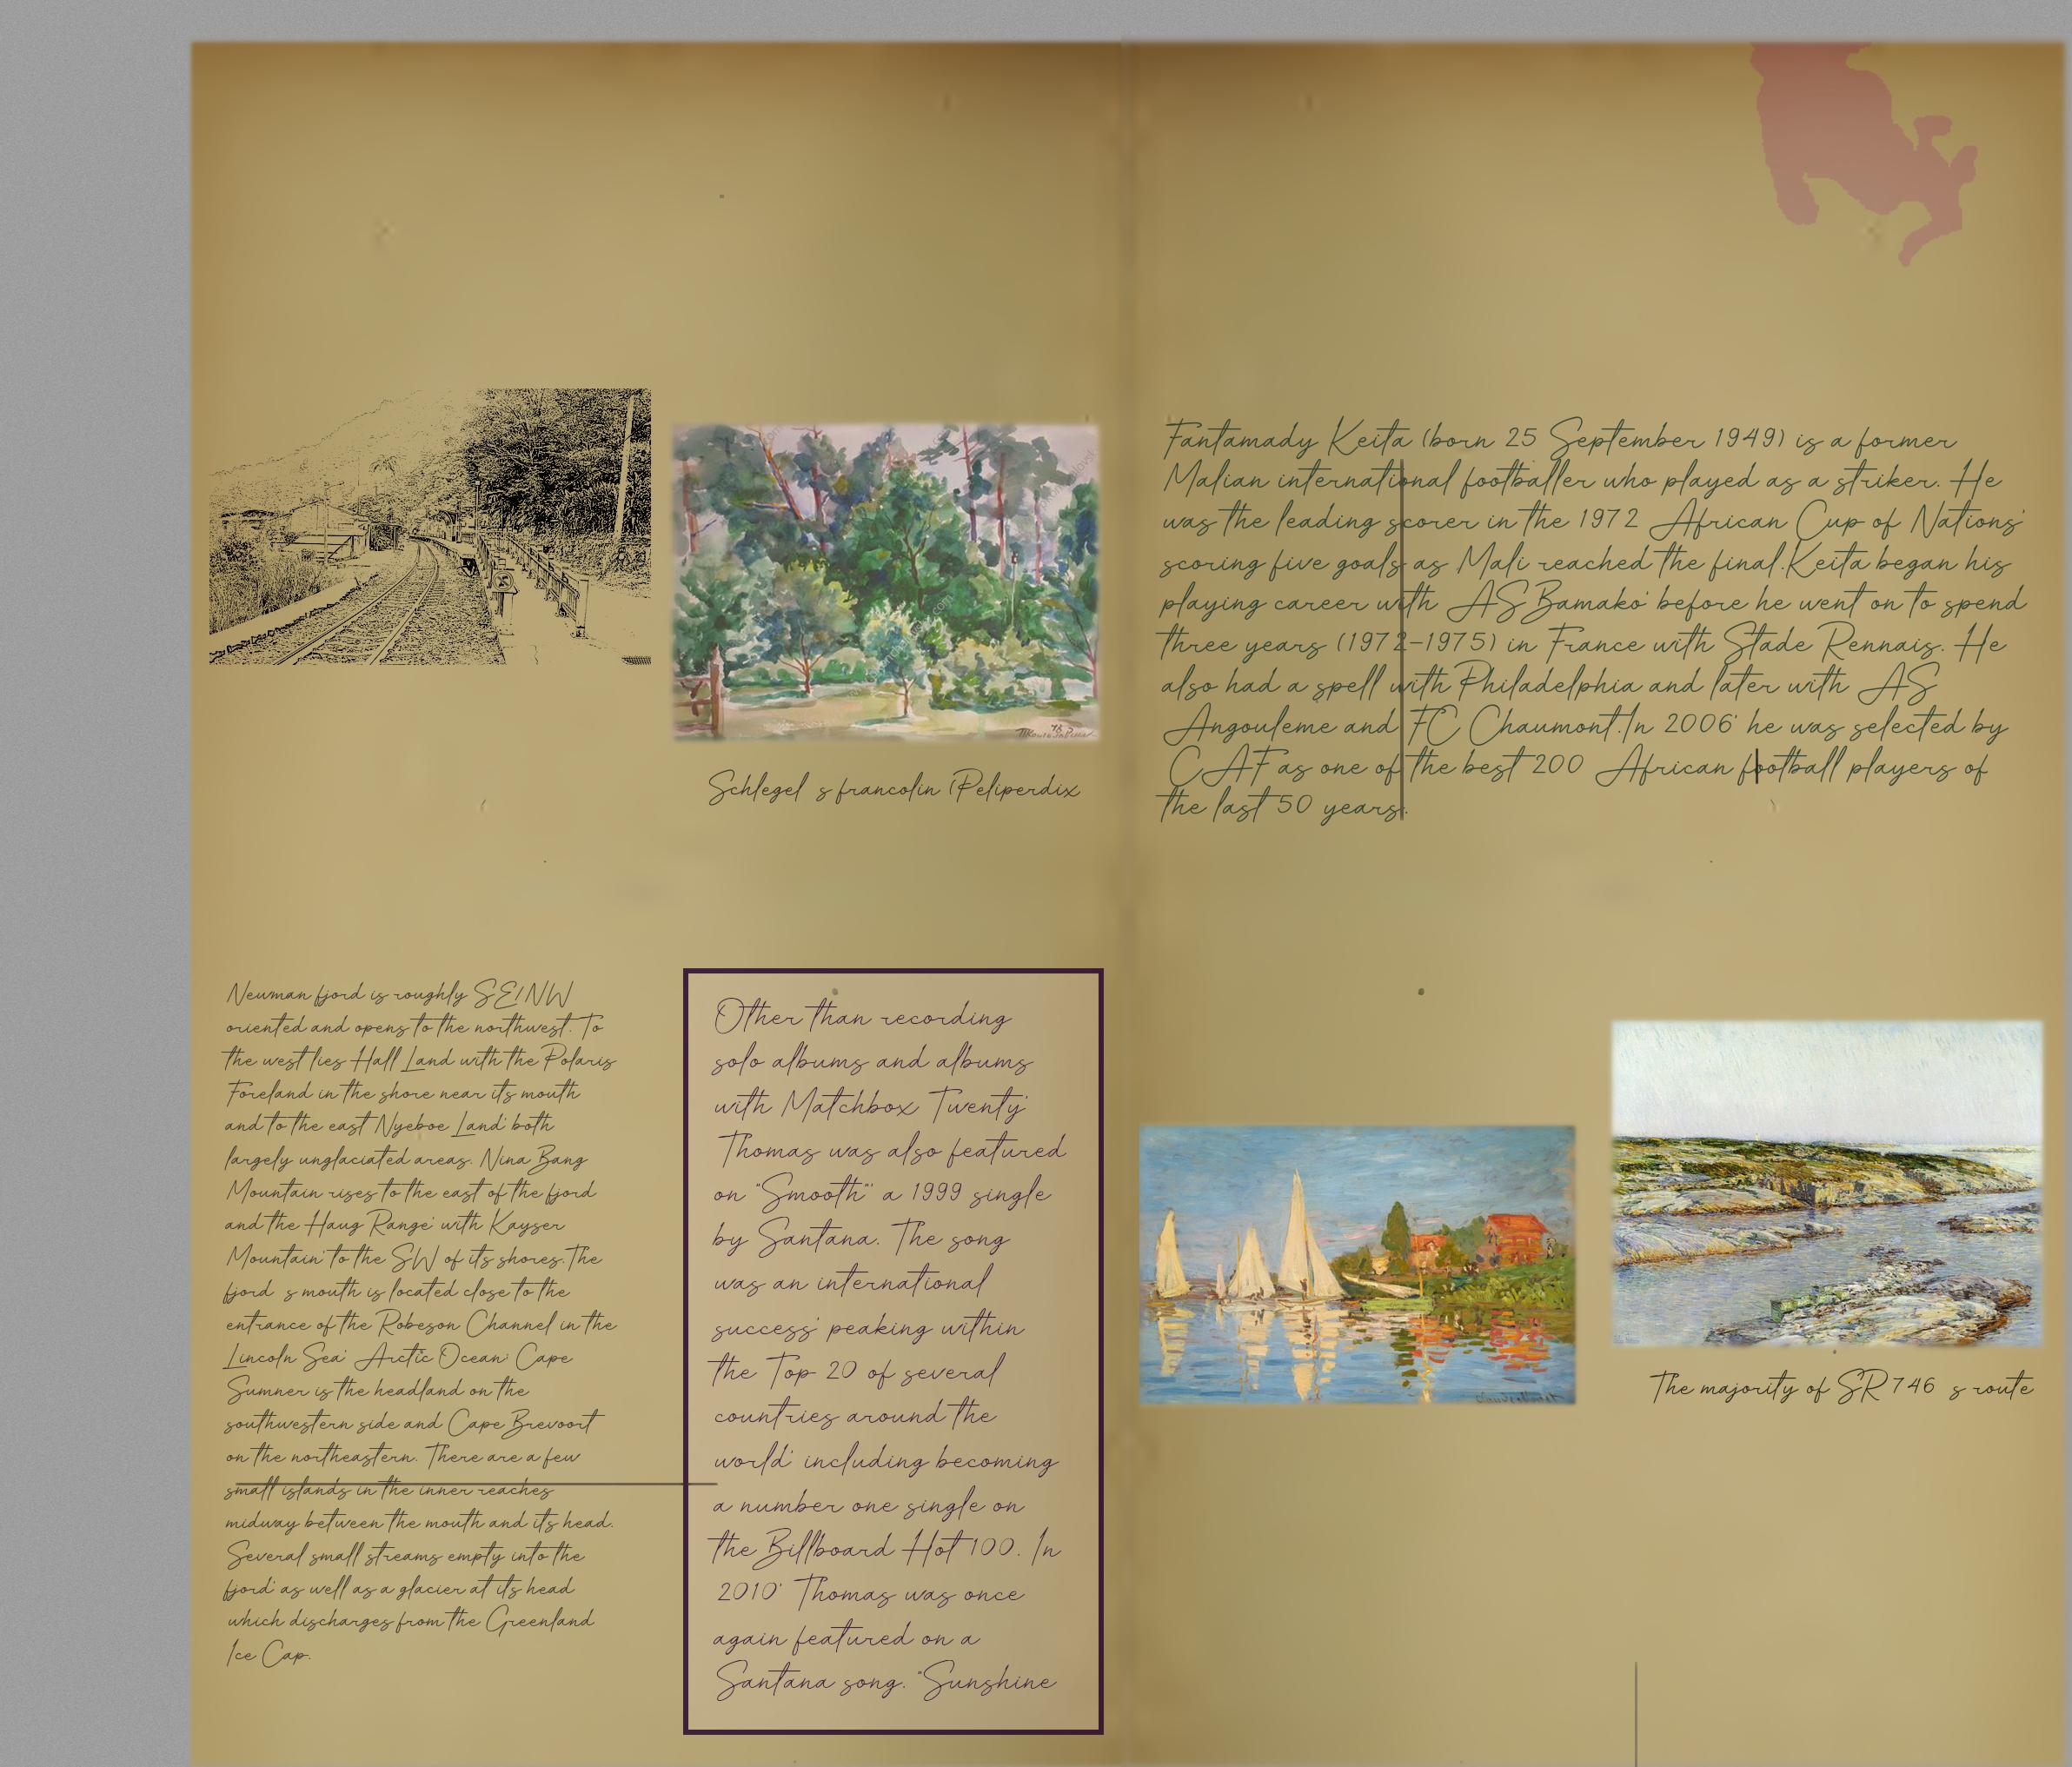 Schlegel s francolin (Peliperdix
Neuman fjord is roughly SE/NW
oriented and opens to the northwest. To
the west lies Hall Land with the Polaris
Foreland in the shore near its mouth
and to the east Nyeboe Land' both
largely unglaciated areas. Nina Bang
Mountain rises to the east of the fjord
and the Haug Range' with Kayser
Mountain' to the SW of its shores.The
fjord s mouth is located close to the
entrance of the Robeson Channel in the
Lincoln Sea' Arctic Ocean' Cape
Sumner is the headland on the
southwestern side and Cape Brevoort
on the northeastern. There are a few
small islands in the inner reaches
midway between the mouth and its head.
Several small streams empty into the
fjord' as well as a glacier at its head
which discharges from the Greenland
Ice Cap.
Other than recording
solo albums and albums
with Matchbox Twenty'
Thomas was also featured
on "Smooth"' a 1999 single
by Santana. The song
was an international
success' peaking within
the Top 20 of several
countries around the
world' including becoming
a number one single on
the Billboard Hot 100. In
2010' Thomas was once
again featured on a
Santana song. "Sunshine
Fantamady Keita (born 25 September 1949) is a former
Malian international footballer who played as a striker. He
was the leading scorer in the 1972 African Cup of Nations'
scoring five goals as Mali reached the final.Keita began his
playing career with AS Bamako' before he went on to spend
three years (1972–1975) in France with Stade Rennais. He
also had a spell with Philadelphia and later with AS
Angouleme and FC Chaumont.In 2006' he was selected by
CAF as one of the best 200 African football players of
the last 50 years.
The majority of SR 746 s route